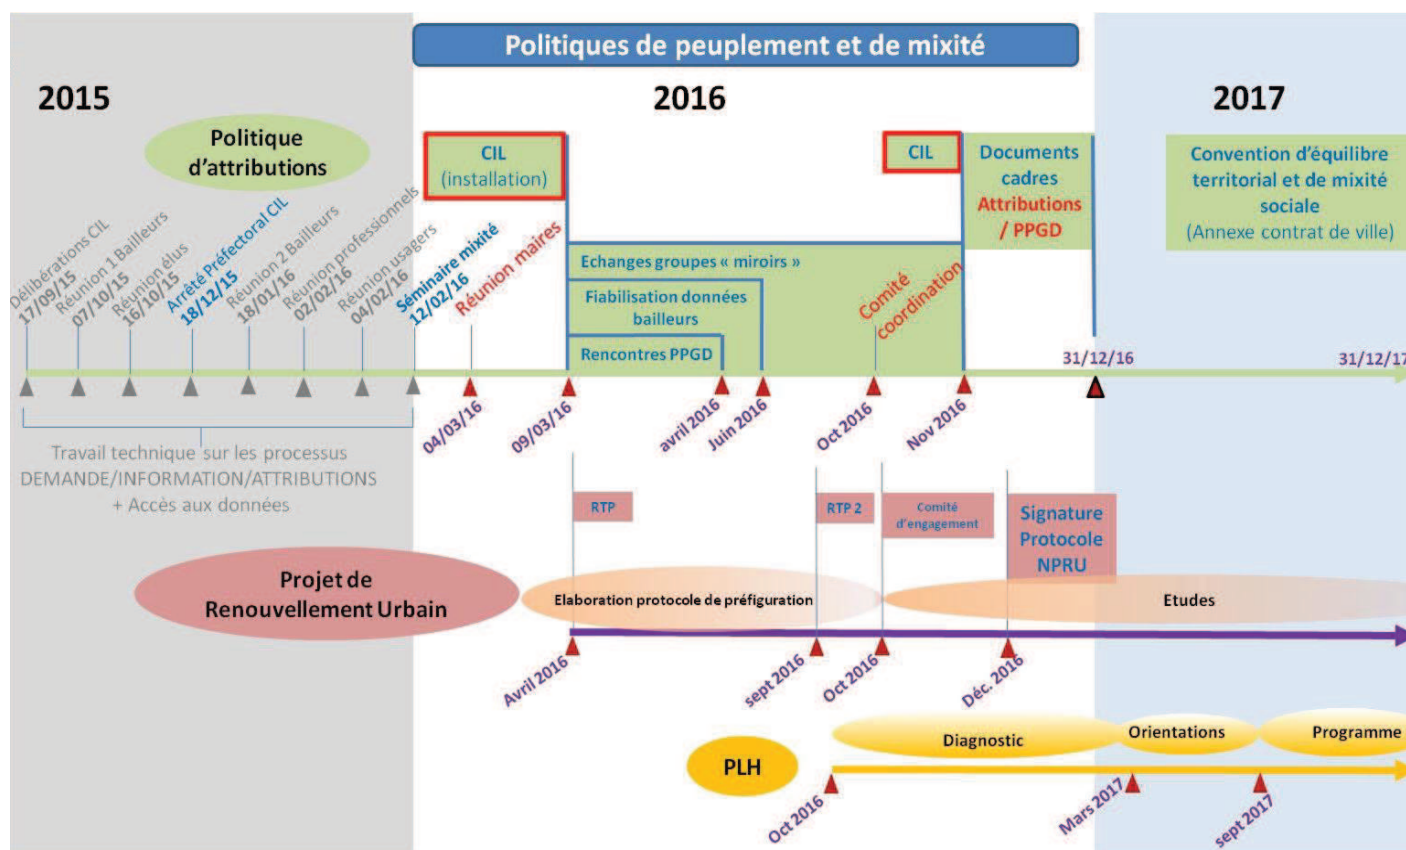 Politiques de peuplement et de mixité
2015
2016
2017
Politique
d'attributions
CIL
(installation)
CIL
Documents
cadres
Attributions
/ PPGD
Convention d'équilibre
territorial et de mixité
sociale
(Annexe contrat de ville)
Délibérations CIL
17/09/15
Réunion 1 Bailleurs
07/10/15
Réunion élus
16/10/15
Arrêté Préfectoral CIL
18/12/15
Réunion 2 Bailleurs
18/01/16
Réunion professionnels
02/02/16
Réunion usagers
04/02/16
Séminaire mixité
12/02/16
Réunion maires
Echanges groupes « miroirs »
Fiabilisation données
bailleurs
Rencontres PPGD
Comité
coordination
31/12/16
31/12/17
04/03/16
09/03/16
avril 2016
Juin 2016
Oct 2016
Nov 2016
Travail technique sur les processus
DEMANDE/INFORMATION/ATTRIBUTIONS
+ Accès aux données
RTP
RTP 2
Comité
d'engagement
Signature
Protocole
NPRU
Projet de
Renouvellement Urbain
Elaboration protocole de préfiguration
Etudes
Avril 2016
sept 2016
Oct 2016
Déc. 2016
PLH
Diagnostic
Orientations
Programme
Oct 2016
Mars 2017
sept 2017